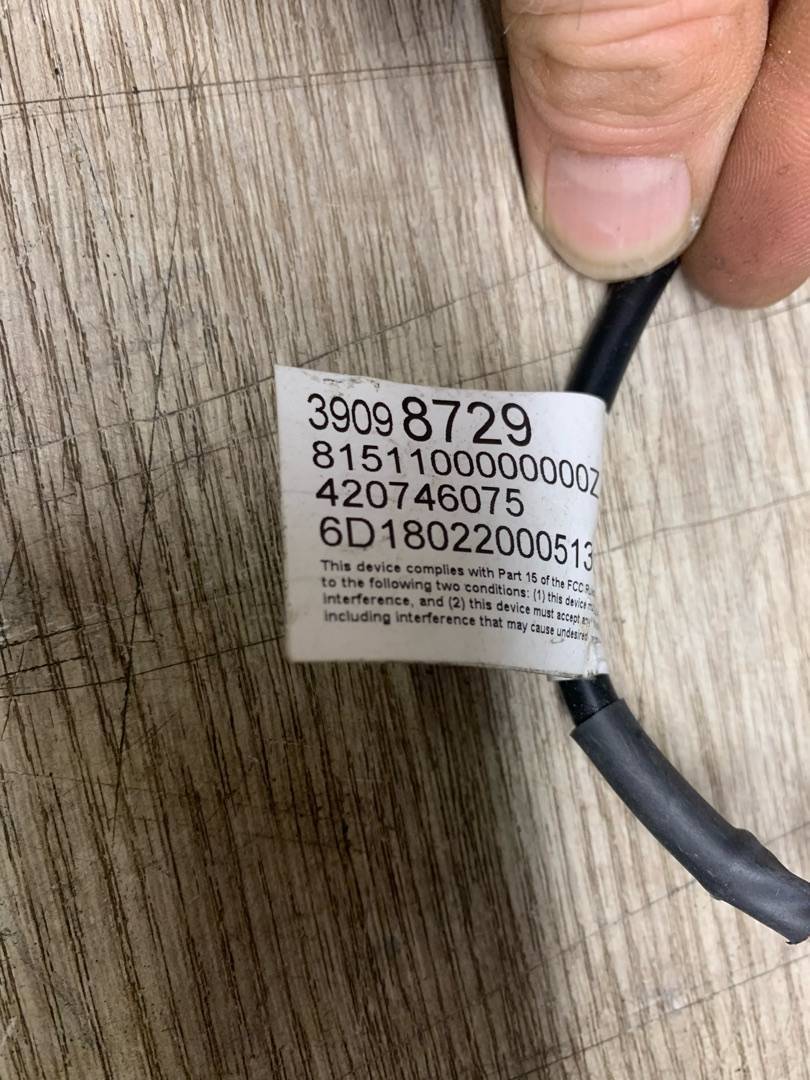 39098729
8151100000000Z
420746075
6D18022000513
This device complies with Part 15 of the FCC
to the following two conditions: (1) this device
interference, and (2) this device must accept
including interference that may cause